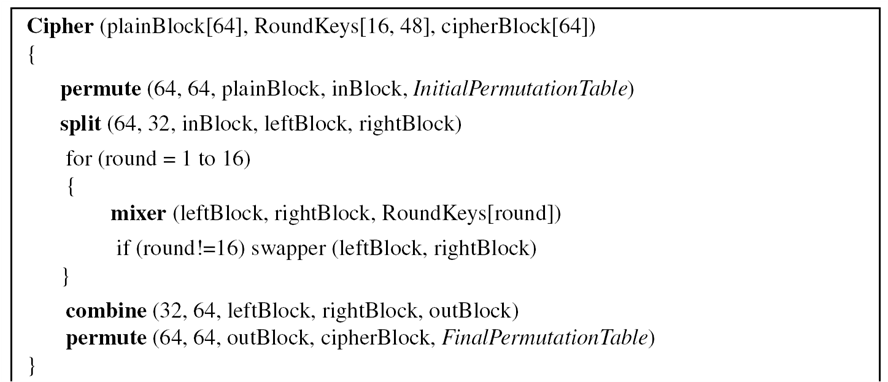 Cipher (plainBlock[64], RoundKeys[16, 48], cipherBlock[64])
{
permute (64, 64, plainBlock, inBlock, InitialPermutationTable)
split (64, 32, inBlock, leftBlock, rightBlock)
for (round = 1 to 16)
{
mixer (leftBlock, rightBlock, RoundKeys[round])
if (round!=16) swapper (leftBlock, rightBlock)
}
combine (32, 64, leftBlock, rightBlock, outBlock)
permute (64, 64, outBlock, cipherBlock, FinalPermutationTable)
}